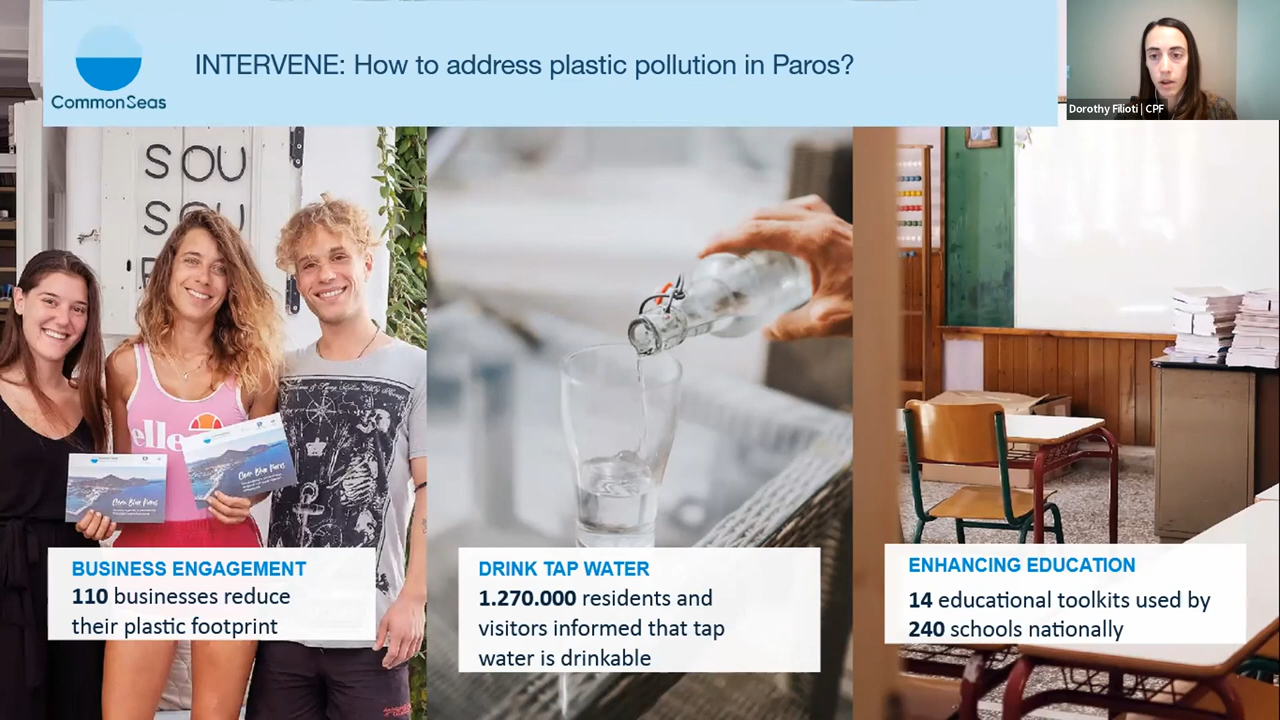 INTERVENE: How to address plastic pollution in Paros?
CommonSeas
Dorothy Filioti | CPF
SOU
SOU
elle
Clean Blue Paros
Clean Blue Paros
BUSINESS ENGAGEMENT
110 businesses reduce
their plastic footprint
DRINK TAP WATER
1.270.000 residents and
visitors informed that tap
water is drinkable
ENHANCING EDUCATION
14 educational toolkits used by
240 schools nationally